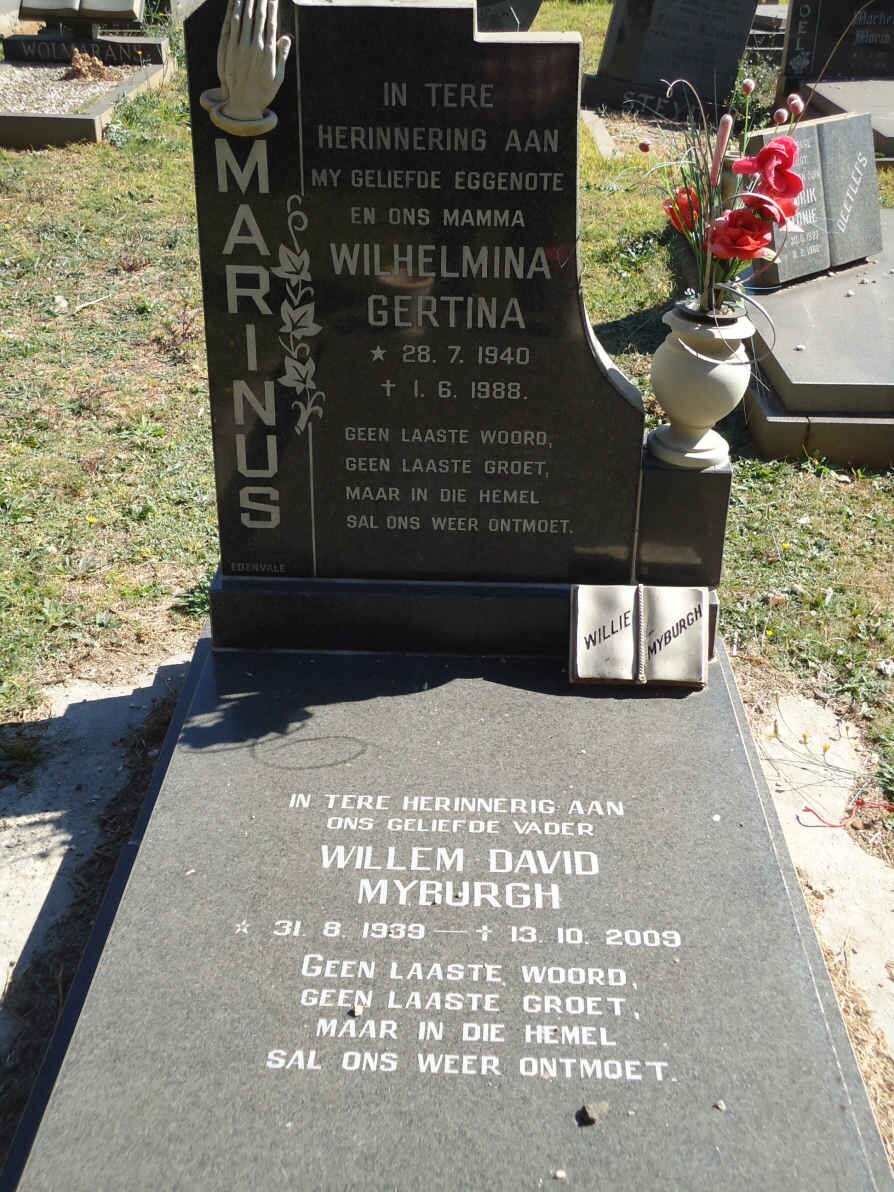 WOLMARANS
IN TERE
HERINNERING AAN
MY GELIEFDE EGGENOTE
EN ONS MAMMA
WILHELMINA
GERTINA
★ 28. 7. 1940
✝ 1. 6. 1988.
GEEN LAASTE WOORD,
GEEN LAASTE GROET,
MAAR IN DIE HEMEL
SAL ONS WEER ONTMOET.
MARINUS
EDENVALE
WILLIE MYBURGH
IN TERE HERINNERIG AAN
ONS GELIEFDE VADER
WILLEM DAVID
MYBURGH
☆ 31. 8. 1939 — ✝ 13. 10. 2009
GEEN LAASTE WOORD,
GEEN LAASTE GROET,
MAAR IN DIE HEMEL
SAL ONS WEER ONTMOET.
DEETLEFS